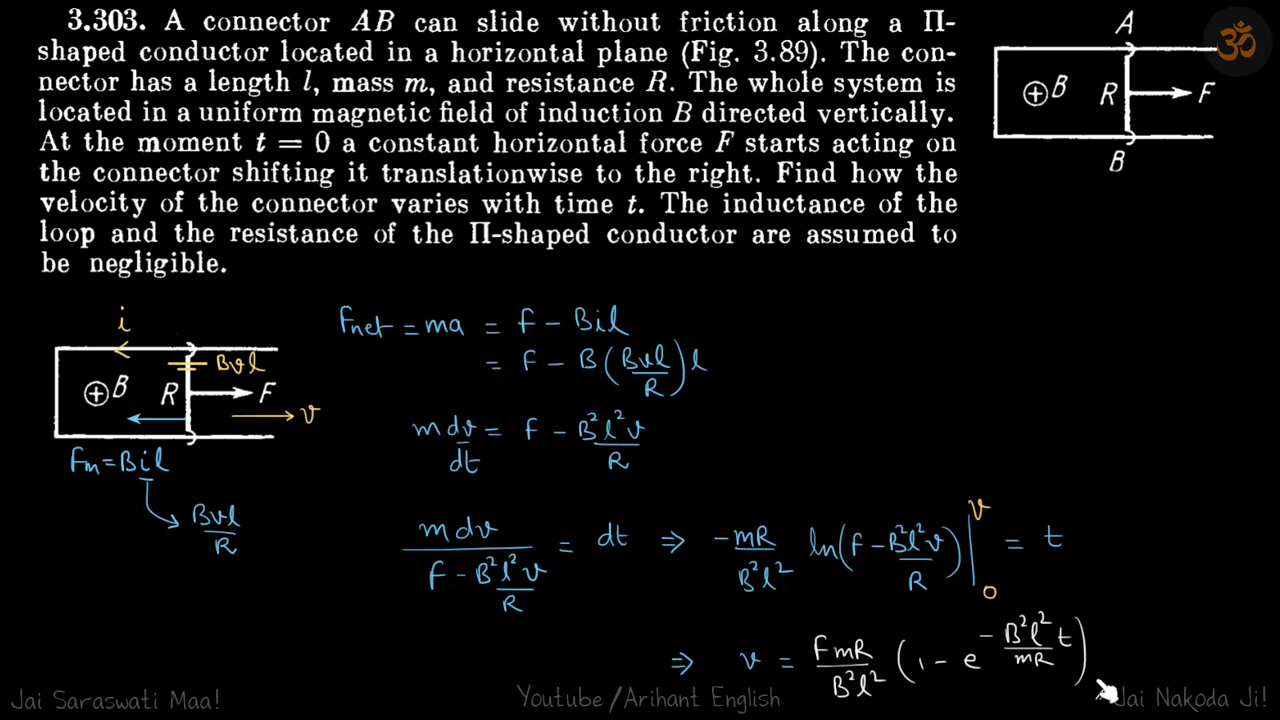 3.303. A connector AB can slide without friction along a Π-
shaped conductor located in a horizontal plane (Fig. 3.89). The con-
nector has a length l, mass m, and resistance R. The whole system is
located in a uniform magnetic field of induction B directed vertically.
At the moment t = 0 a constant horizontal force F starts acting on
the connector shifting it translationwise to the right. Find how the
velocity of the connector varies with time t. The inductance of the
loop and the resistance of the Π-shaped conductor are assumed to
be negligible.
A
⊕B R F
B
ॐ
i
Bvl
⊕B R F
v
Fm = Bil
Bvl/R
Fnet = ma = F - Bil
= F - B(Bvl/R)l
m dv/dt = F - B²l²v/R
m dv/(F - B²l²v/R) = dt ⇒ -mR/B²l² ln(F - B²l²v/R) |₀ᵛ = t
⇒ v = FmR/B²l² (1 - e^(-B²l²t/mR))
Jai Saraswati Maa! Youtube/Arihant English Jai Nakoda Ji!